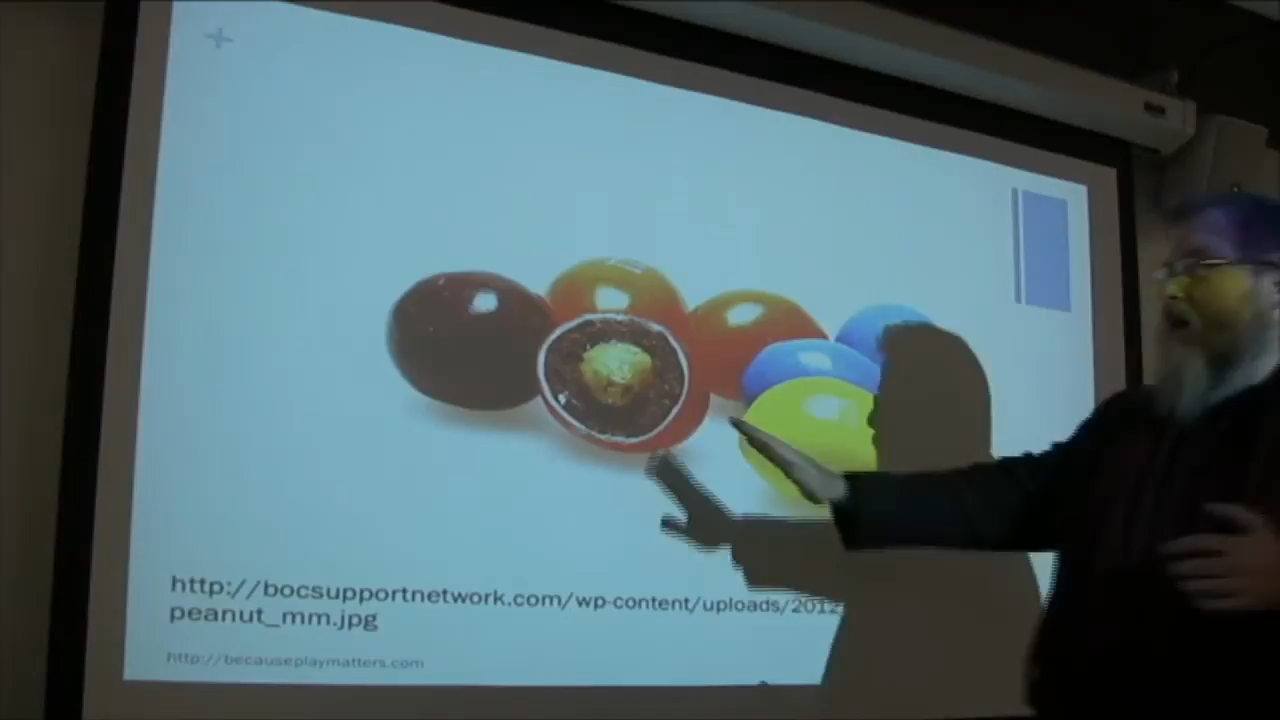 http://bocsupportnetwork.com/wp-content/uploads/2012
peanut_mm.jpg
http://becauseplaymatters.com